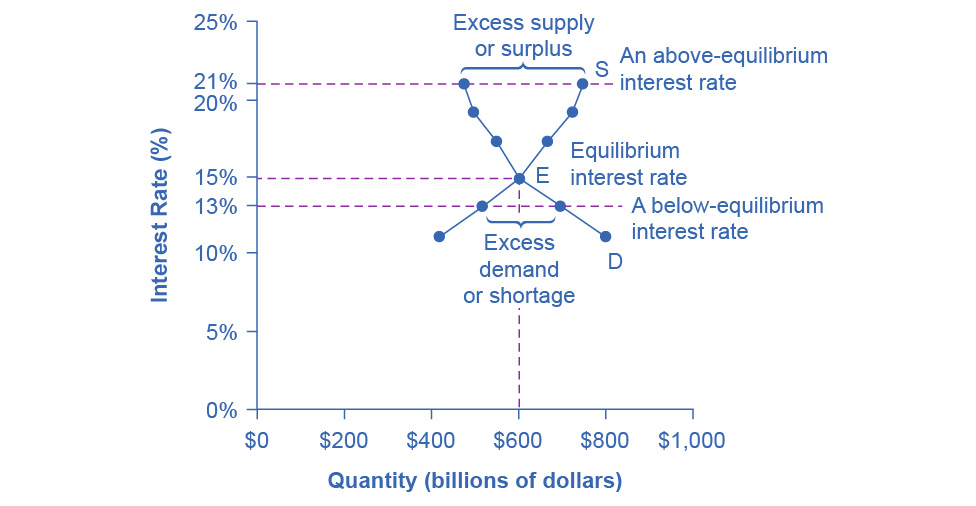 25%
Excess supply
or surplus
S
An above-equilibrium
interest rate
21%
20%
Equilibrium
interest rate
E
15%
13%
A below-equilibrium
interest rate
Excess
demand
or shortage
D
10%
5%
0%
Interest Rate (%)
$0 $200 $400 $600 $800 $1,000
Quantity (billions of dollars)